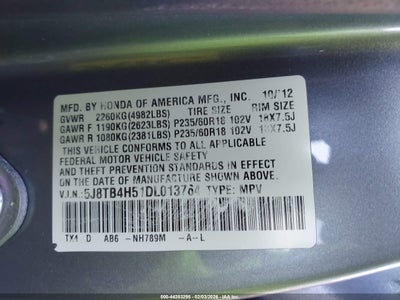 MFD. BY HONDA OF AMERICA MFG., INC. 10/12
TIRE SIZE RIM SIZE
GVWR 2260KG(4982LBS)
GAWR F 1190KG(2623LBS) P235/60R18 102V 18X7.5J
GAWR R 1080KG(2381LBS) P235/60R18 102V 18X7.5J
THIS VEHICLE CONFORMS TO ALL APPLICABLE
FEDERAL MOTOR VEHICLE SAFETY AND THEFT
PREVENTION STANDARDS IN EFFECT ON THE DATE
OF MANUFACTURE SHOWN ABOVE.
V.I.N.: 5J8TB4H51DL013764 TYPE: MPV
TX4 D AB6 -NH789M -A-L
000-44283295 - 02/03/2026 - IAA Inc.